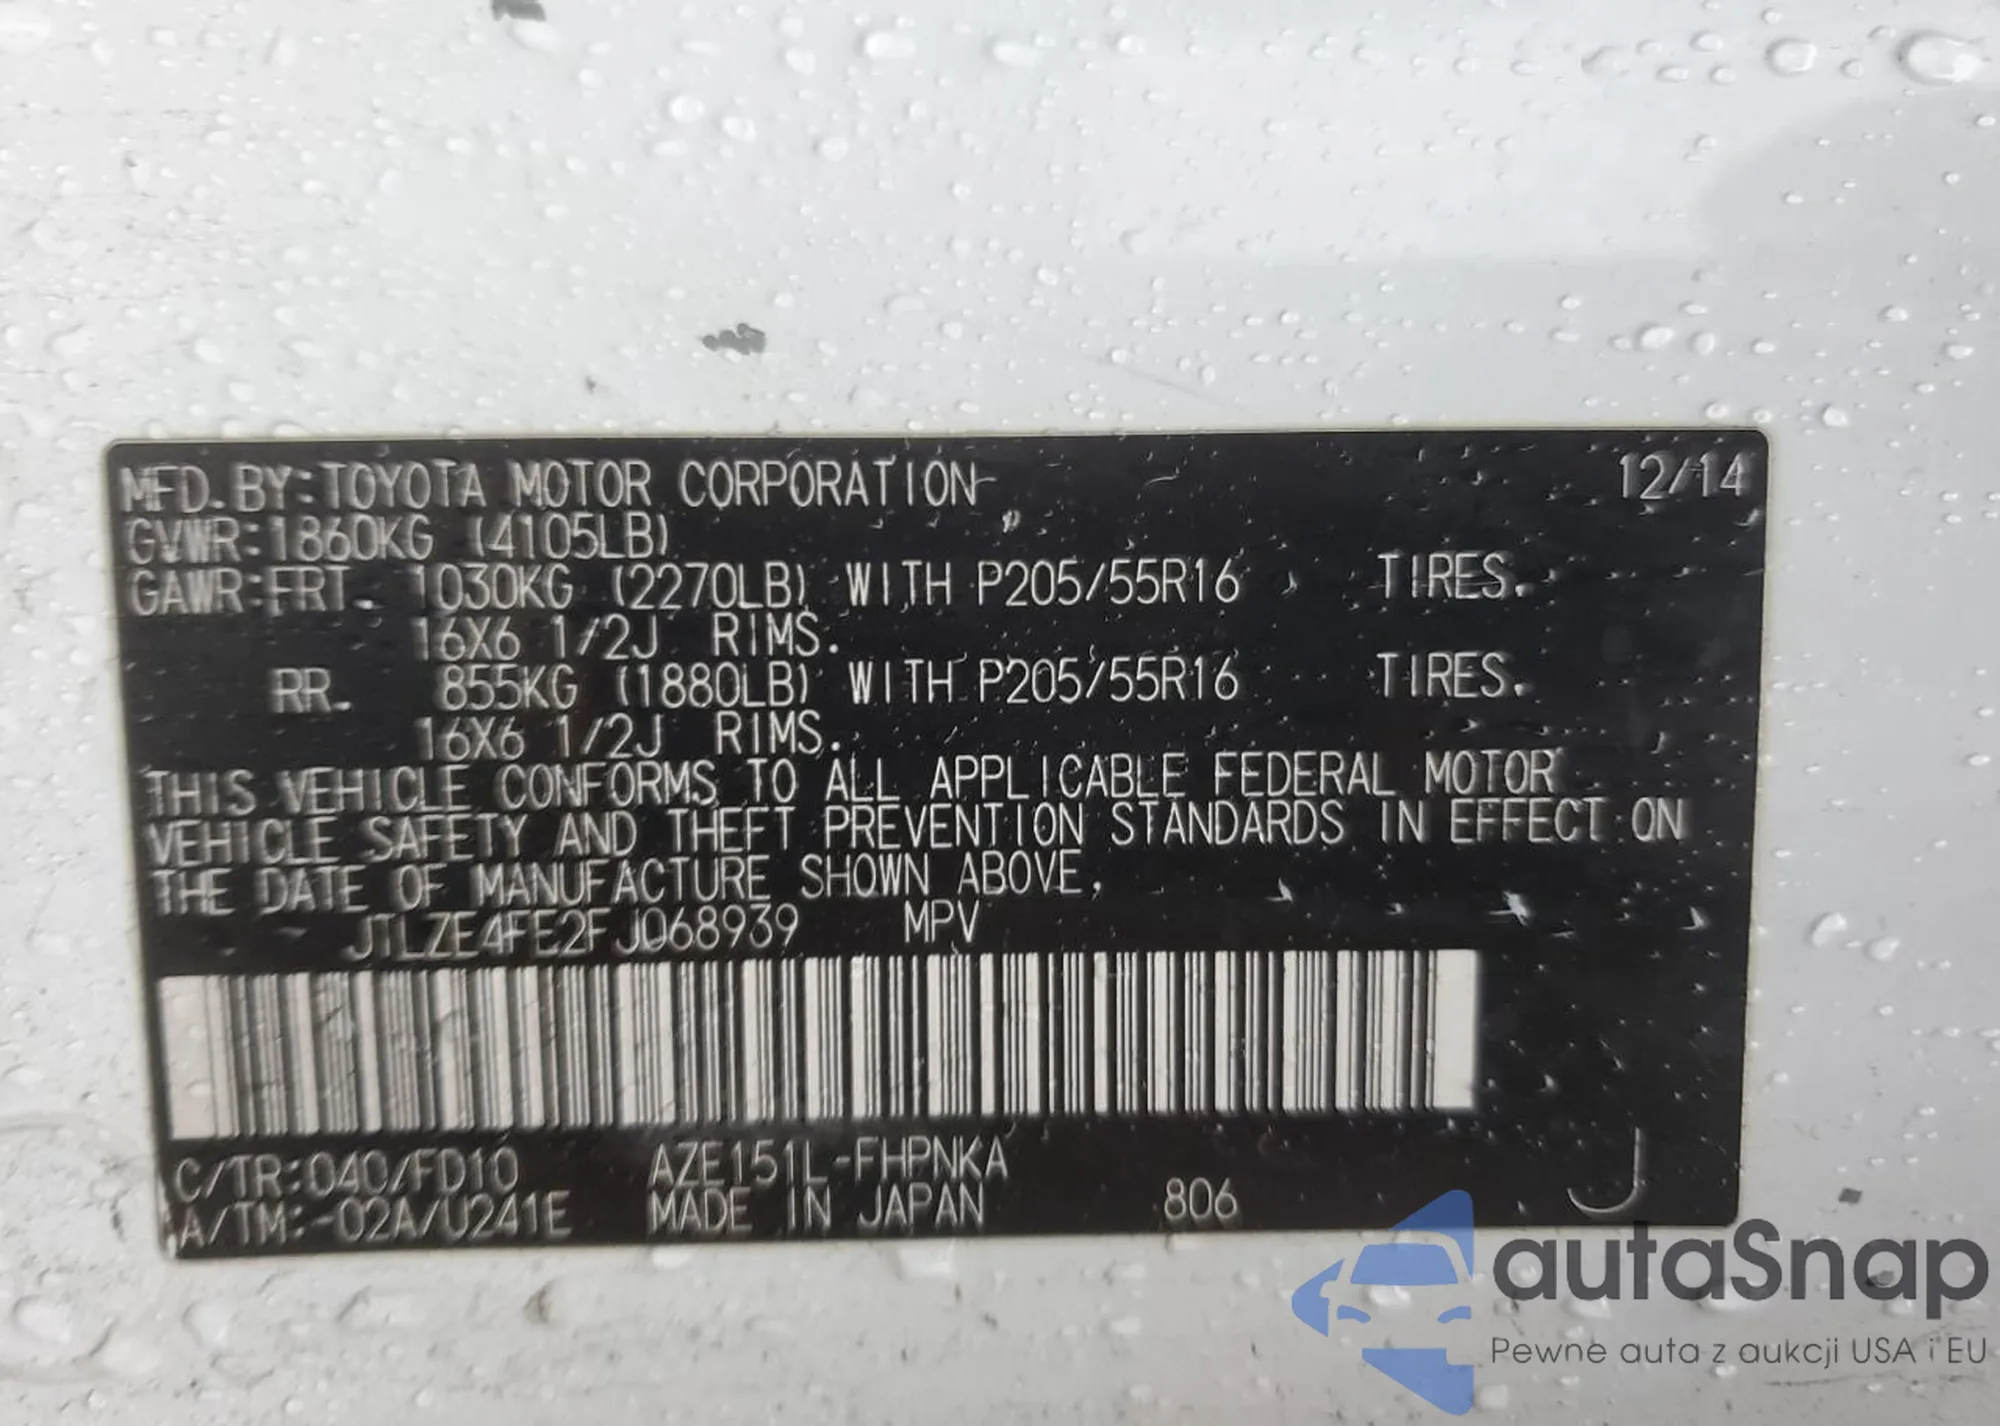 MFD. BY: TOYOTA MOTOR CORPORATION 12/14
GVWR: 1860KG (4105LB)
GAWR: FRT. 1030KG (2270LB) WITH P205/55R16 TIRES.
16X6 1/2J RIMS.
RR. 855KG (1880LB) WITH P205/55R16 TIRES.
16X6 1/2J RIMS.
THIS VEHICLE CONFORMS TO ALL APPLICABLE FEDERAL MOTOR
VEHICLE SAFETY AND THEFT PREVENTION STANDARDS IN EFFECT ON
THE DATE OF MANUFACTURE SHOWN ABOVE.
JTLZE4FE2FJ068939 MPV
C/TR: 040/FD10 AZE151L-FHPNKA
A/TM: -02A/U241E MADE IN JAPAN 806 J
autaSnap
Pewne auta z aukcji USA i EU